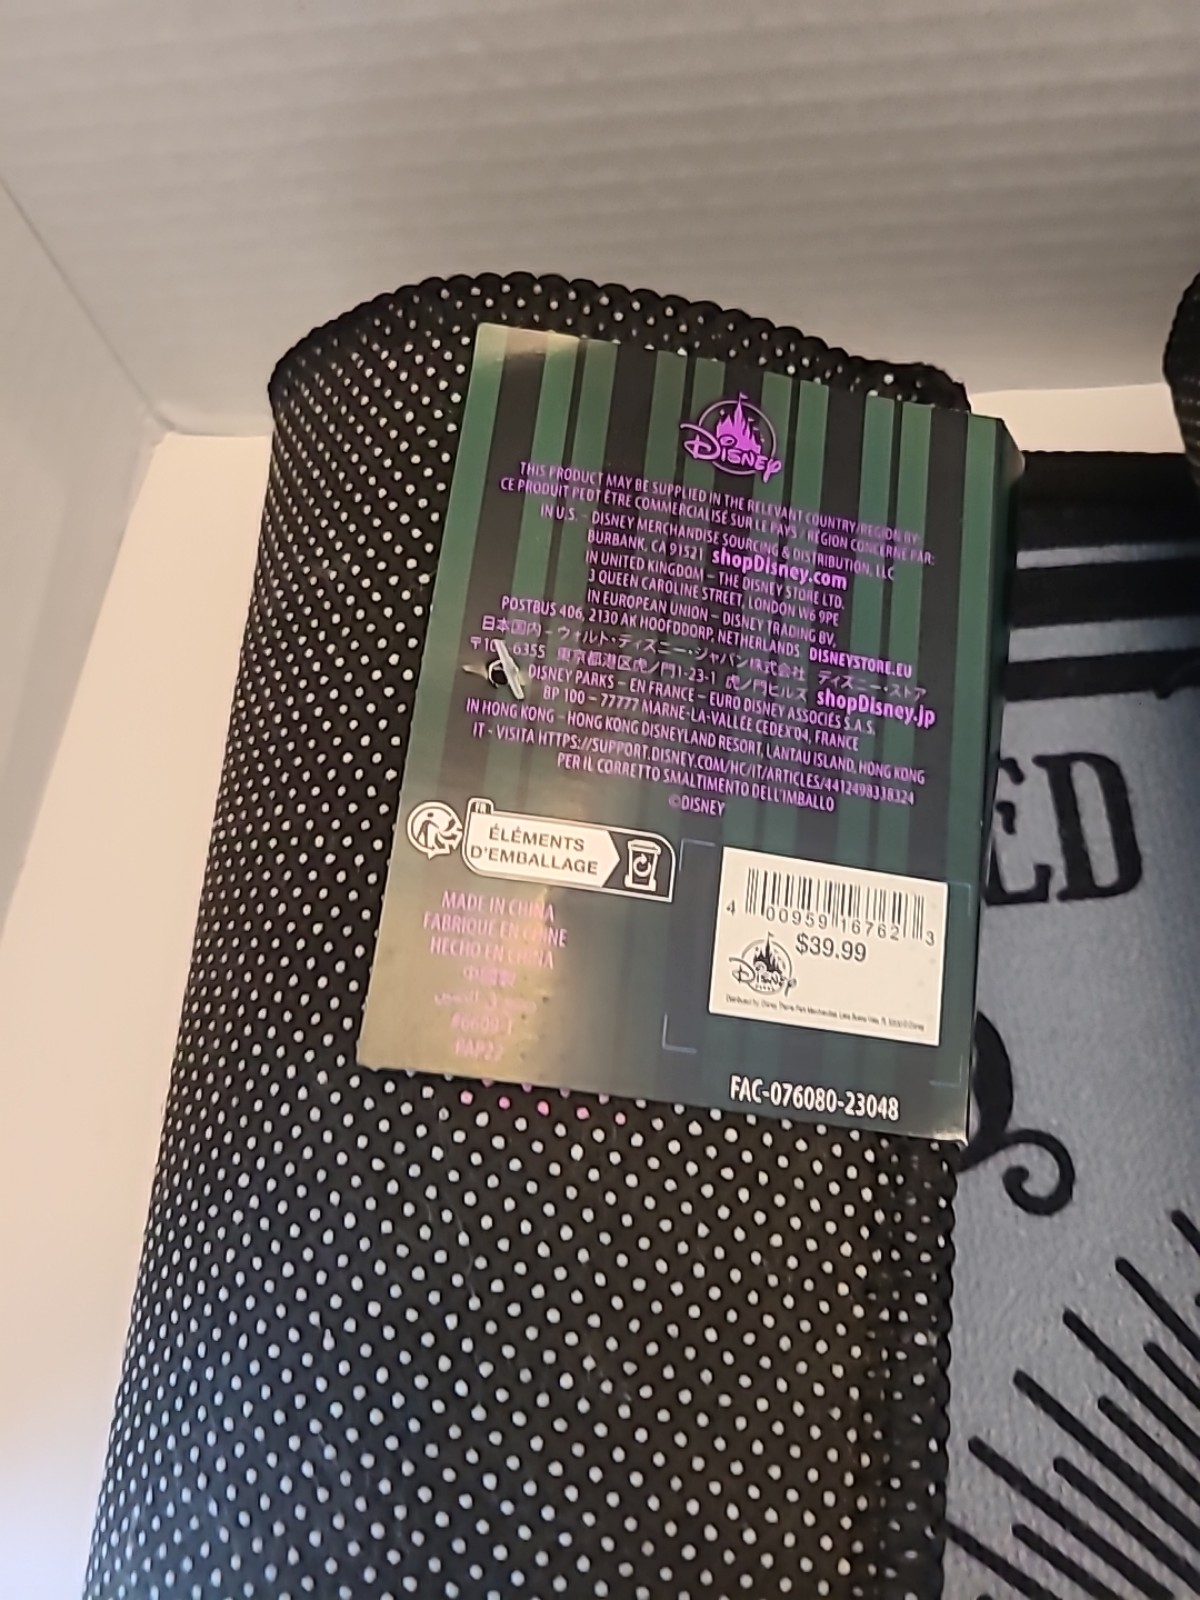 Disney
THIS PRODUCT MAY BE SUPPLIED IN THE RELEVANT COUNTRY/REGION BY:
CE PRODUIT PEUT ÊTRE COMMERCIALISÉ SUR LE PAYS / RÉGION CONCERNÉ PAR:
IN U.S. – DISNEY MERCHANDISE SOURCING & DISTRIBUTION, LLC
BURBANK, CA 91521 shopDisney.com
IN UNITED KINGDOM – THE DISNEY STORE LTD.
3 QUEEN CAROLINE STREET, LONDON W6 9PE
IN EUROPEAN UNION – DISNEY TRADING BV,
POSTBUS 406, 2130 AK HOOFDDORP, NETHERLANDS DISNEYSTORE.EU
日本国内 – ウォルト・ディズニー・ジャパン株式会社 ディズニー・ストア
6355 東京都港区虎ノ門1-23-1 虎ノ門ヒルズ shopDisney.jp
DISNEY PARKS – EN FRANCE – EURO DISNEY ASSOCIÉS S.A.S.
BP 100 – 77777 MARNE-LA-VALLÉE CEDEX 04, FRANCE
IN HONG KONG – HONG KONG DISNEYLAND RESORT, LANTAU ISLAND, HONG KONG
IT - VISITA HTTPS://SUPPORT.DISNEY.COM/HC/IT/ARTICLES/4412498338324
PER IL CORRETTO SMALTIMENTO DELL'IMBALLO
©DISNEY
FR
ÉLÉMENTS
D'EMBALLAGE
MADE IN CHINA
FABRIQUÉ EN CHINE
HECHO EN CHINA
中國製
PAP22
4 00959 16762 3
$39.99
Disney
FAC-076080-23048
ED